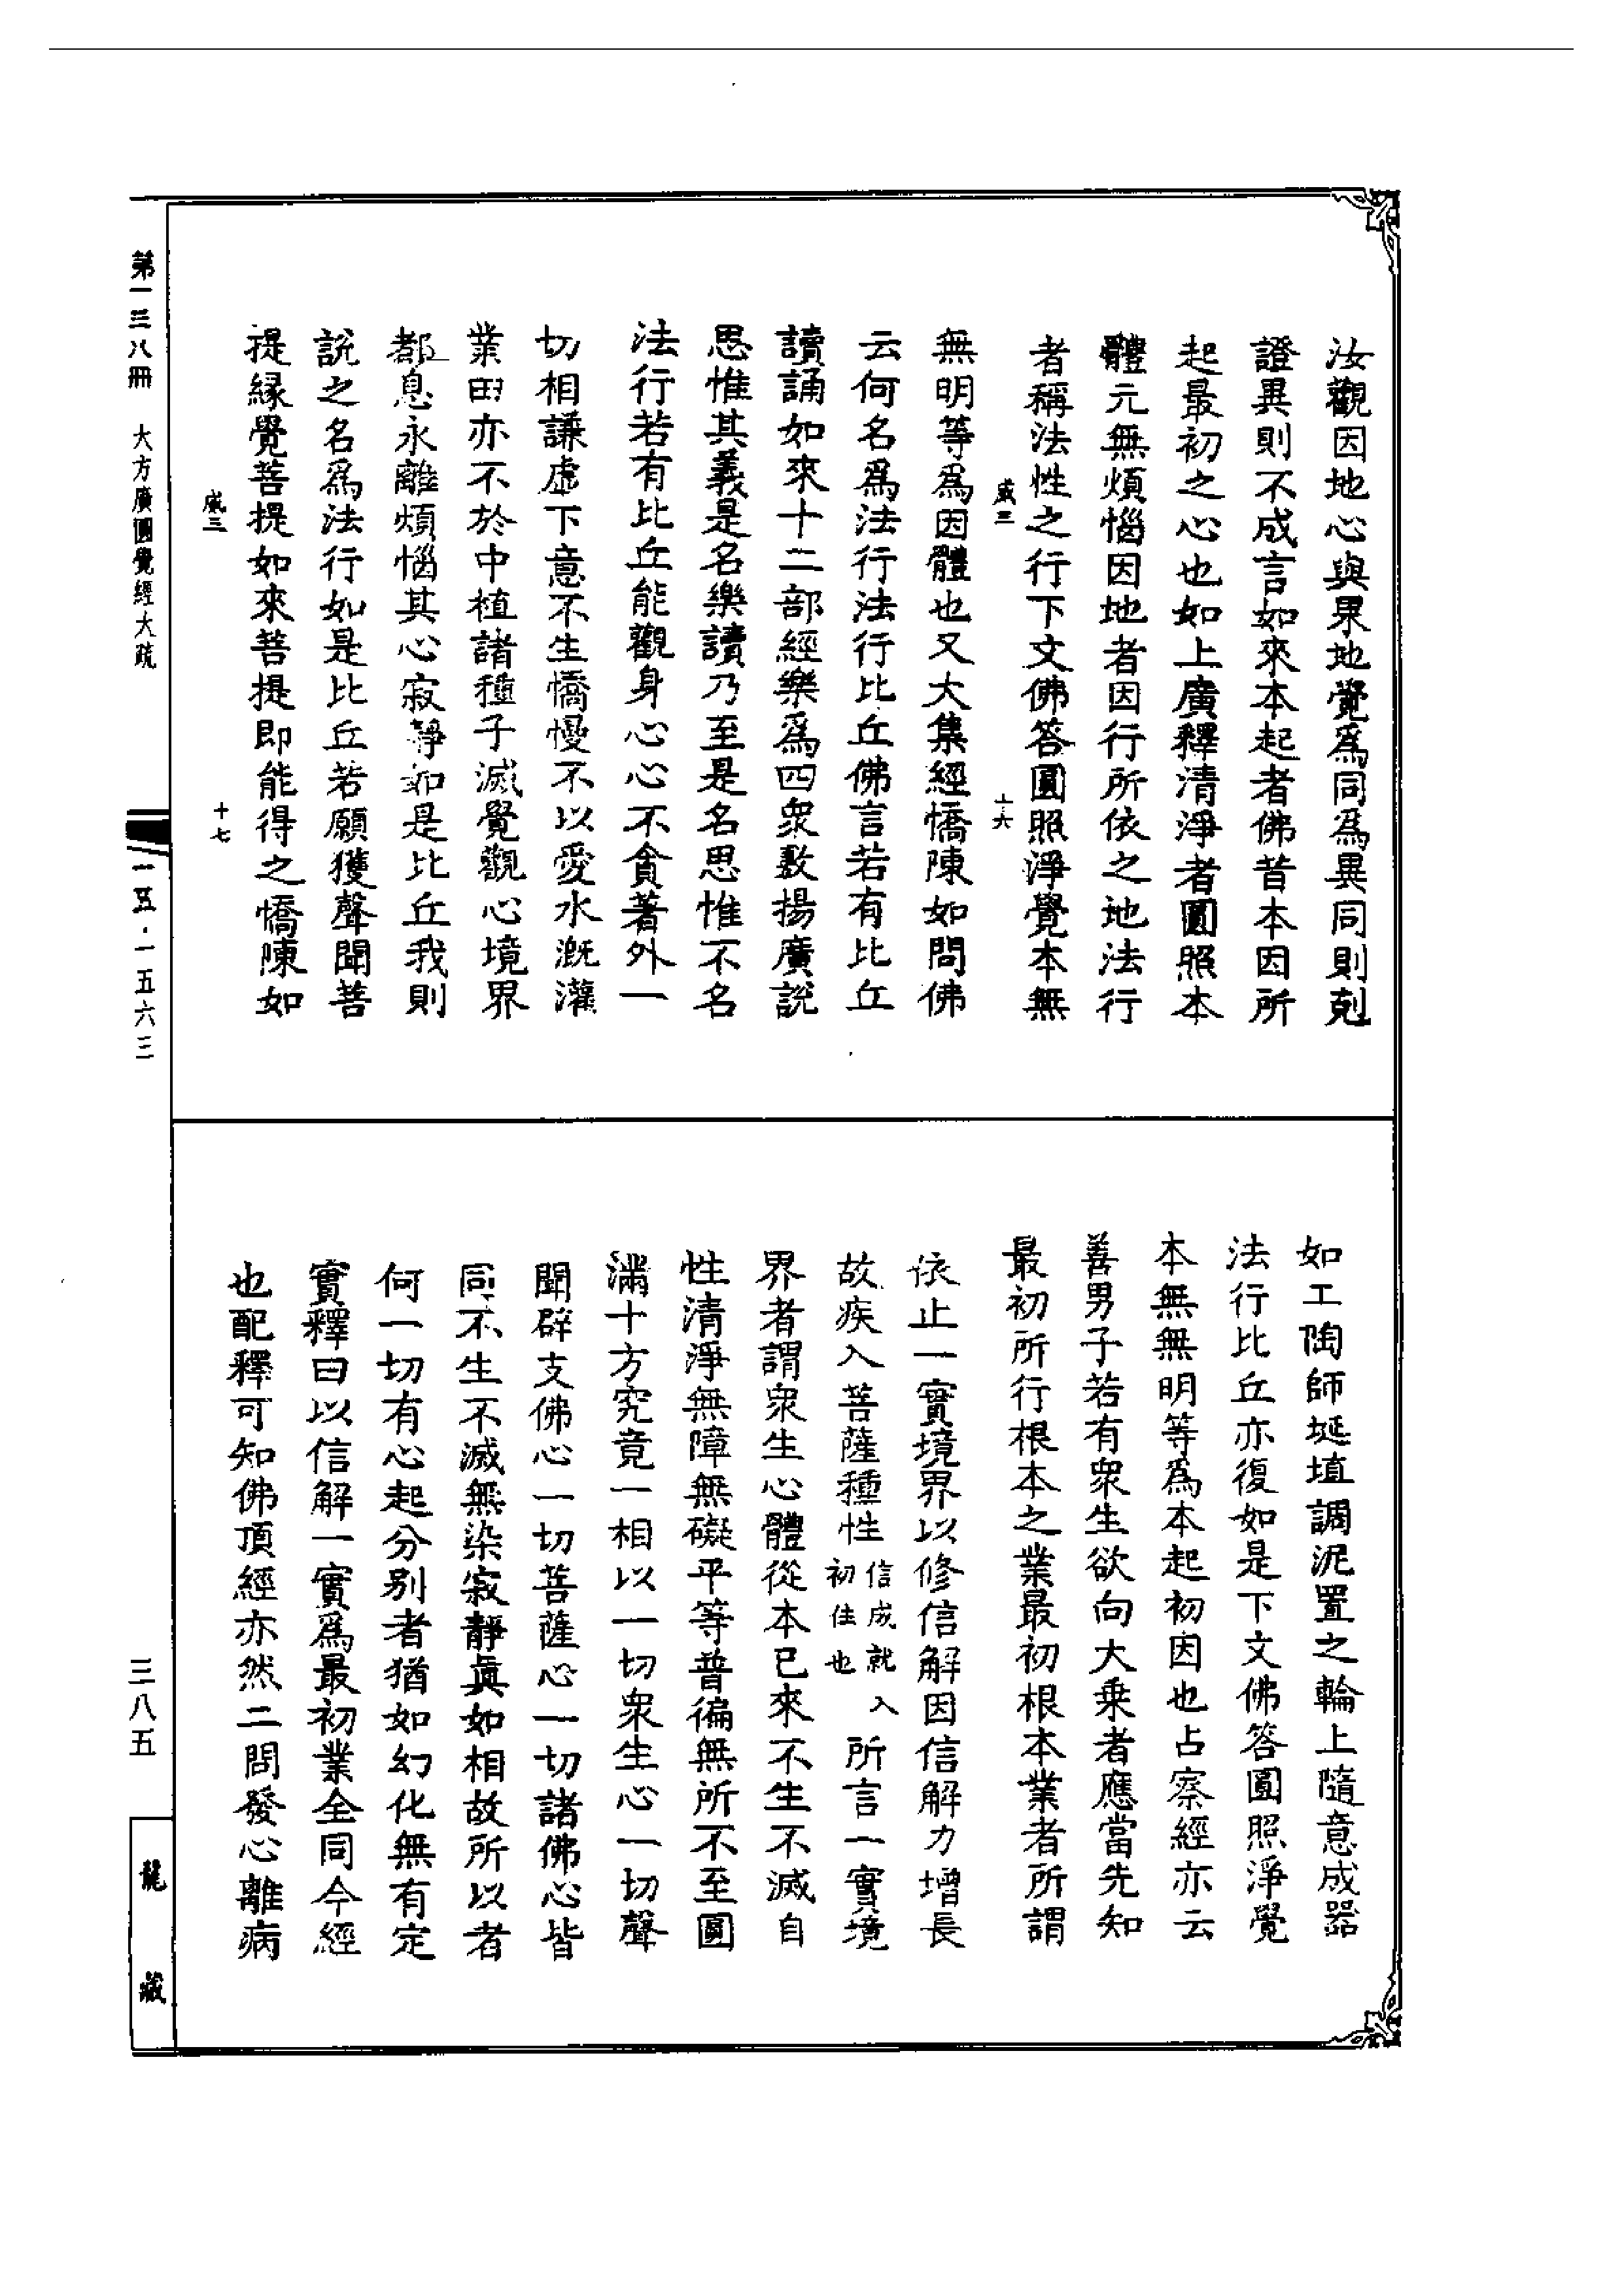 汝觀因地心與果地覺爲同爲異同則剋
證異則不成言如來本起者佛昔本因所
起最初之心也如上廣釋清淨者圓照本
體元無煩惱因地者因行所依之地法行
者稱法性之行下文佛答圓照淨覺本無
咸三 十六
無明等爲因體也又大集經憍陳如問佛
云何名爲法行法行比丘佛言若有比丘
讀誦如來十二部經樂爲四衆敷揚廣說
思惟其義是名樂讀乃至是名思惟不名
法行若有比丘能觀身心心不貪著外一
切相謙虛下意不生憍慢不以愛水漑灌
業田亦不於中植諸種子滅覺觀心境界
都息永離煩惱其心寂靜如是比丘我則
說之名爲法行如是比丘若願獲聲聞菩
提緣覺菩提如來菩提即能得之憍陳如
咸三 十七
如工陶師埏埴調泥置之輪上隨意成器
法行比丘亦復如是下文佛答圓照淨覺
本無無明等爲本起初因也占察經亦云
善男子若有衆生欲向大乘者應當先知
最初所行根本之業最初根本業者所謂
依止一實境界以修信解因信解力增長
故疾入菩薩種性信成就入初住也所言一實境
界者謂衆生心體從本已來不生不滅自
性清淨無障無礙平等普徧無所不至圓
滿十方究竟一相以一切衆生心一切聲
聞辟支佛心一切菩薩心一切諸佛心皆
同不生不滅無染寂靜眞如相故所以者
何一切有心起分別者猶如幻化無有定
實釋曰以信解一實爲最初業全同今經
也配釋可知佛頂經亦然二問發心離病
第一三八冊 大方廣圓覺經大疏
一五·一五六三
三八五
龍藏